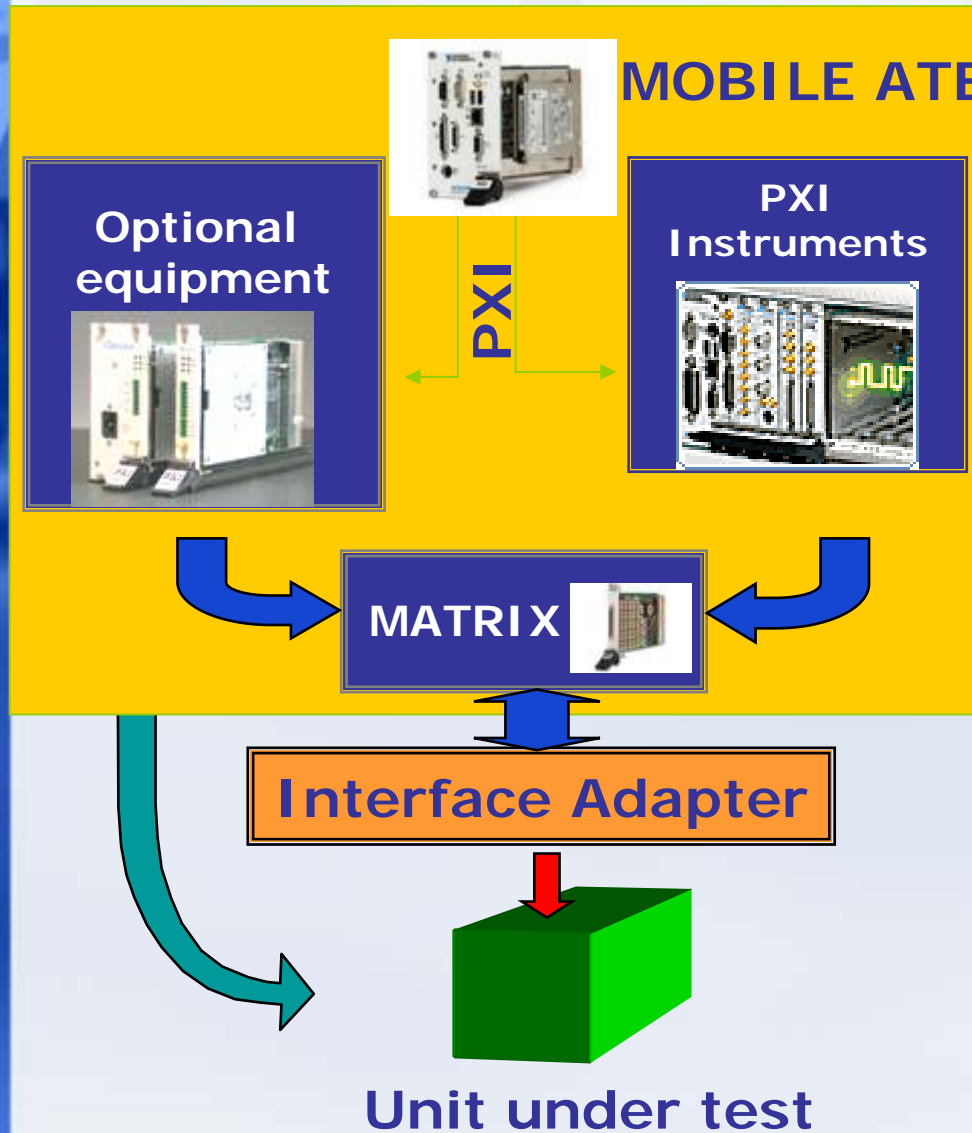 MOBILE ATE
Optional
equipment
PXI
PXI
Instruments
MATRIX
Interface Adapter
Unit under test